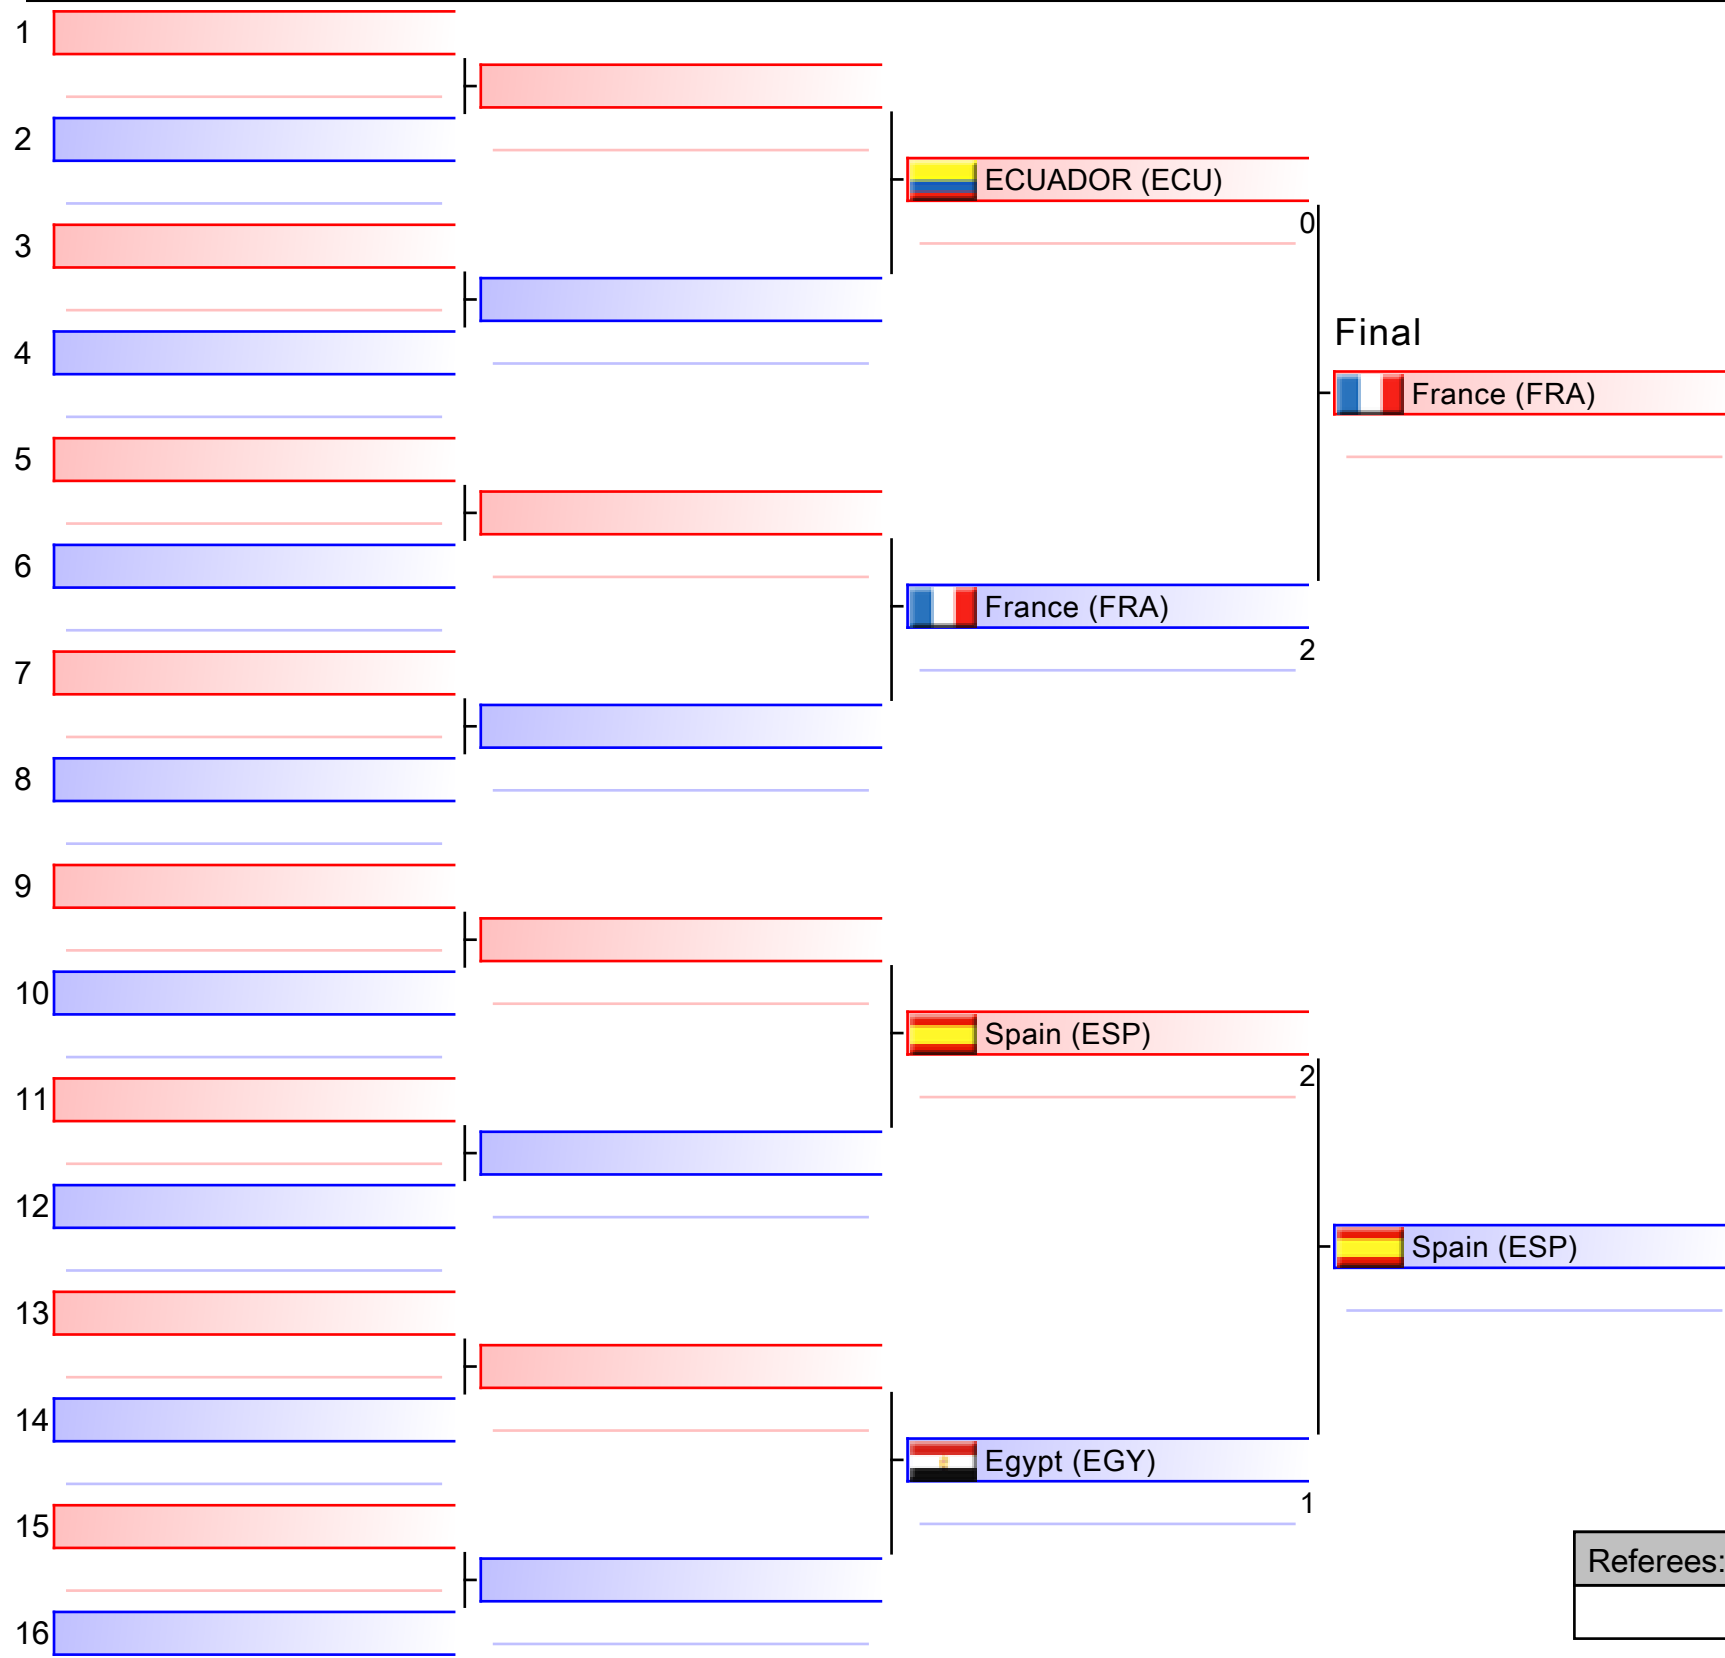 1
2
ECUADOR (ECU)
0
3
Final
4
France (FRA)
5
6
France (FRA)
2
7
8
9
10
Spain (ESP)
2
11
12
Spain (ESP)
13
14
Egypt (EGY)
1
15
Referees:
16